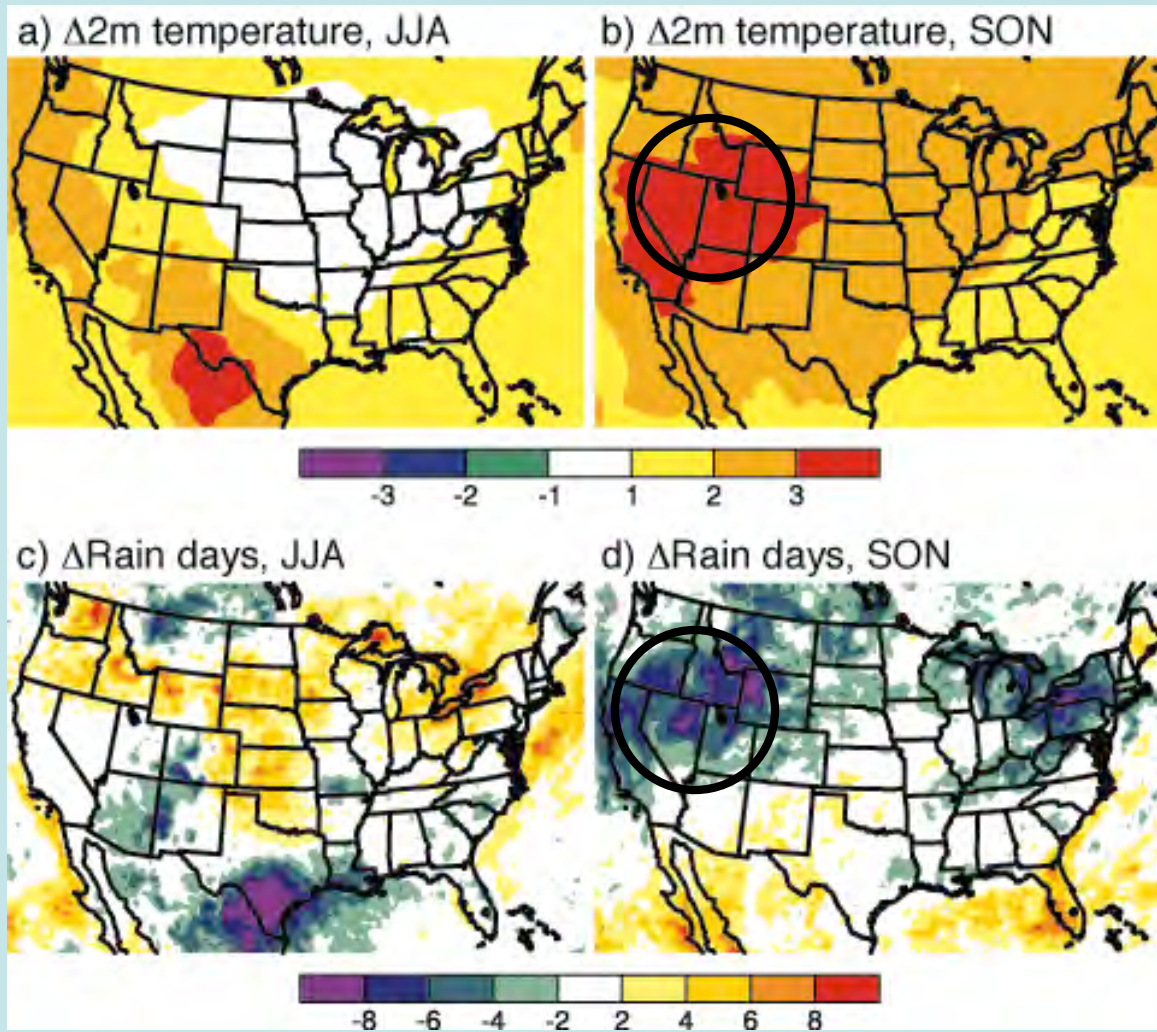 a) Δ2m temperature, JJA
b) Δ2m temperature, SON
-3 -2 -1 1 2 3
c) ΔRain days, JJA
d) ΔRain days, SON
-8 -6 -4 -2 2 4 6 8